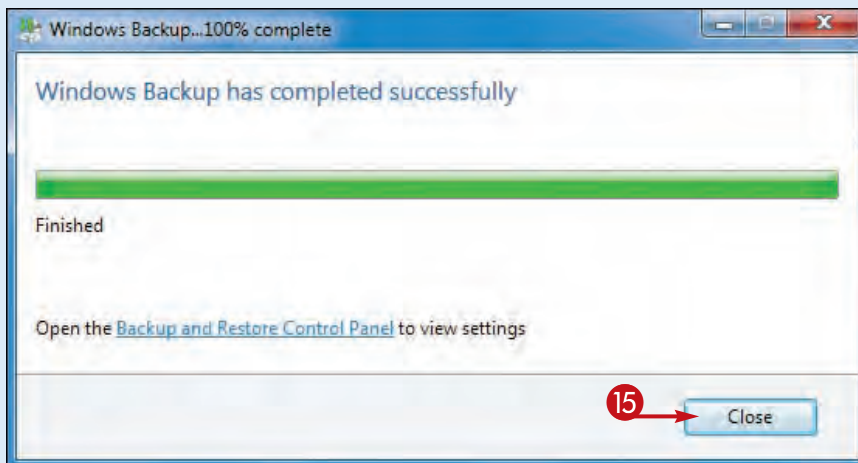 Windows Backup...100% complete
Windows Backup has completed successfully
Finished
Open the Backup and Restore Control Panel to view settings
15
Close